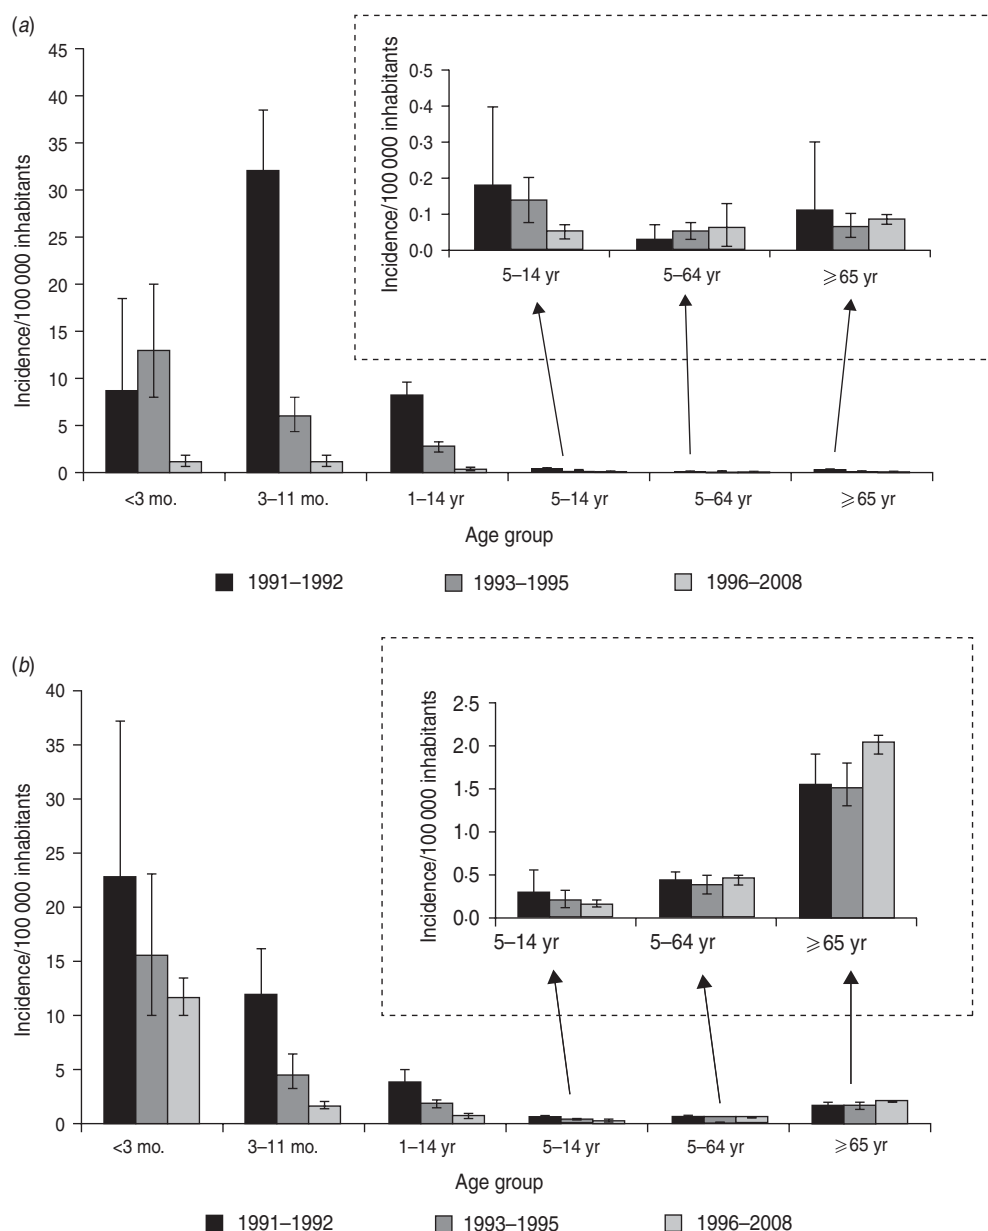 (a)
Incidence/100 000 inhabitants
45
40
35
30
25
20
15
10
5
0
<3 mo.
3–11 mo.
1–14 yr
5–14 yr
5–64 yr
⩾65 yr
Age group
Incidence/100 000 inhabitants
0·5
0·4
0·3
0·2
0·1
0·0
5–14 yr
5–64 yr
⩾65 yr
1991–1992
1993–1995
1996–2008
(b)
Incidence/100 000 inhabitants
40
35
30
25
20
15
10
5
0
<3 mo.
3–11 mo.
1–14 yr
5–14 yr
5–64 yr
⩾65 yr
Age group
Incidence/100 000 inhabitants
2·5
2·0
1·5
1·0
0·5
0·0
5–14 yr
5–64 yr
⩾65 yr
1991–1992
1993–1995
1996–2008